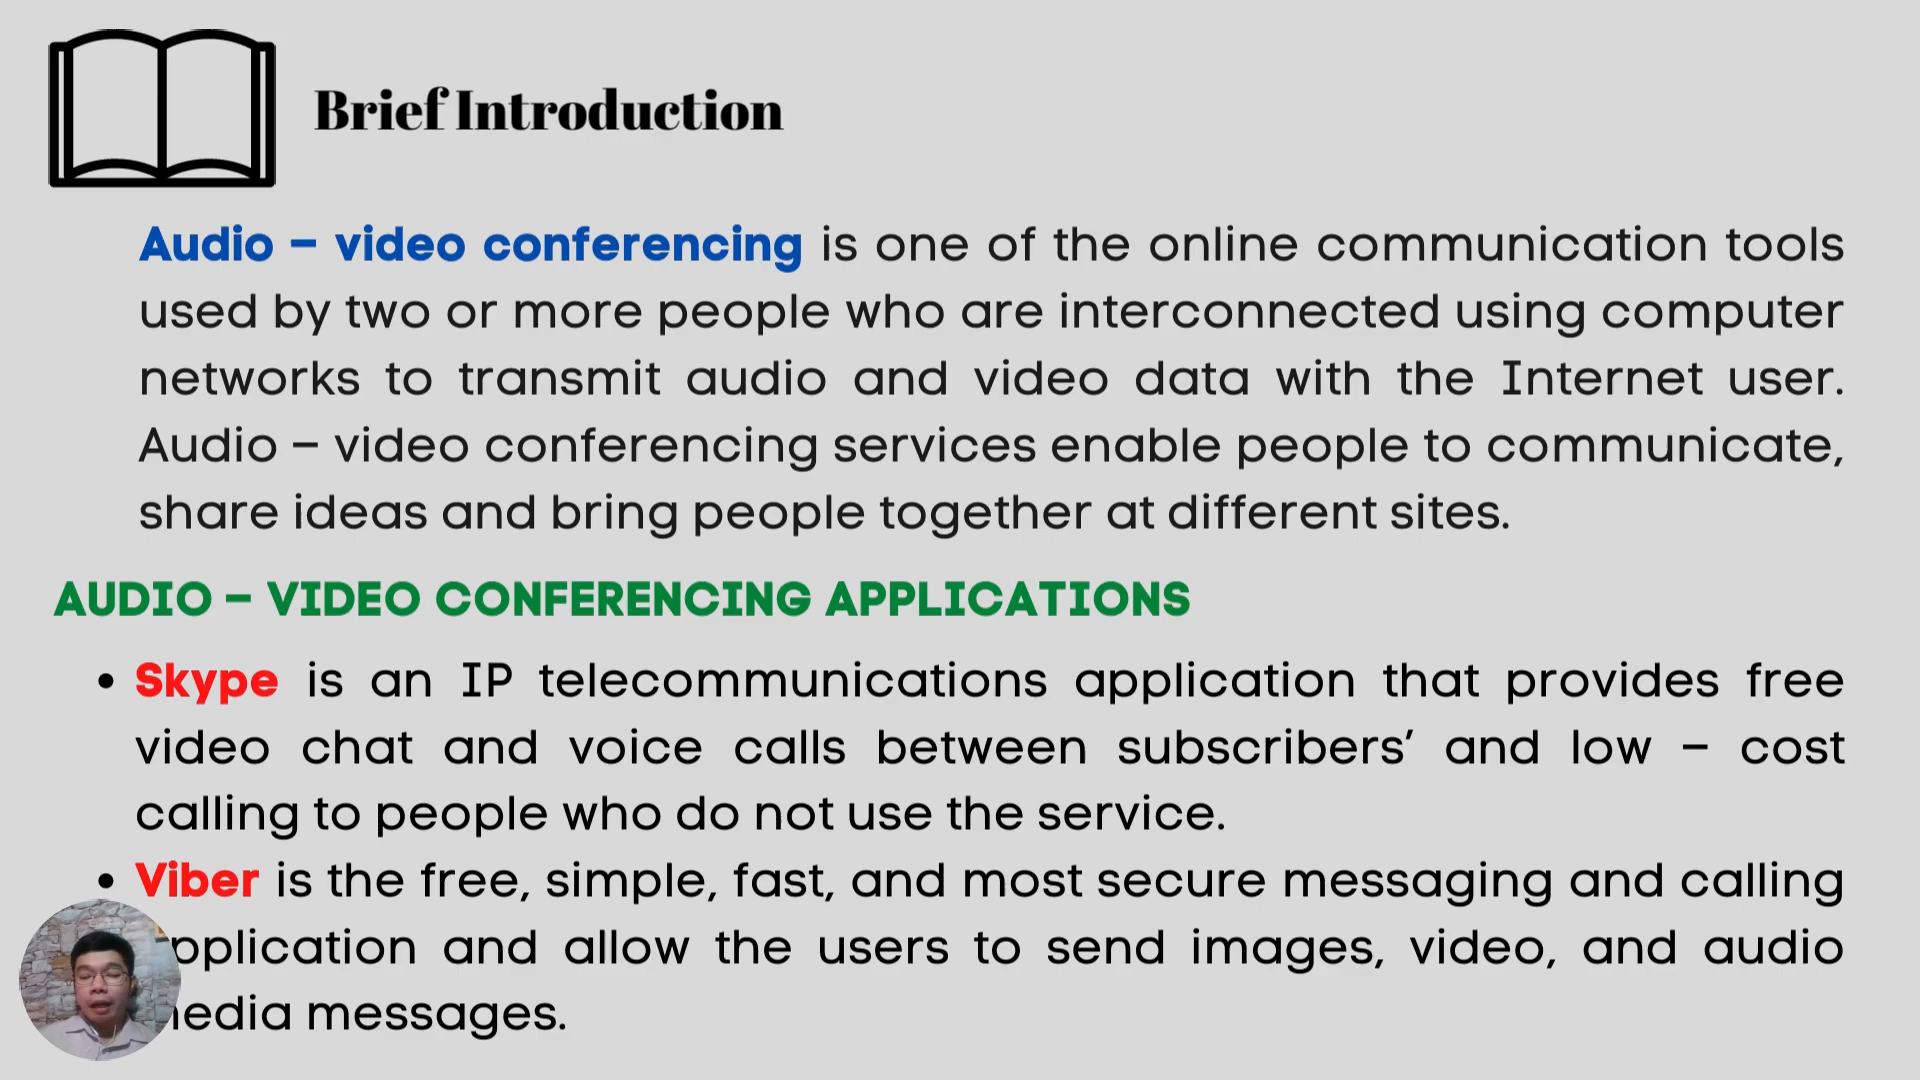 Brief Introduction
Audio – video conferencing is one of the online communication tools
used by two or more people who are interconnected using computer
networks to transmit audio and video data with the Internet user.
Audio – video conferencing services enable people to communicate,
share ideas and bring people together at different sites.
AUDIO – VIDEO CONFERENCING APPLICATIONS
• Skype is an IP telecommunications application that provides free
video chat and voice calls between subscribers’ and low – cost
calling to people who do not use the service.
• Viber is the free, simple, fast, and most secure messaging and calling
pplication and allow the users to send images, video, and audio
edia messages.